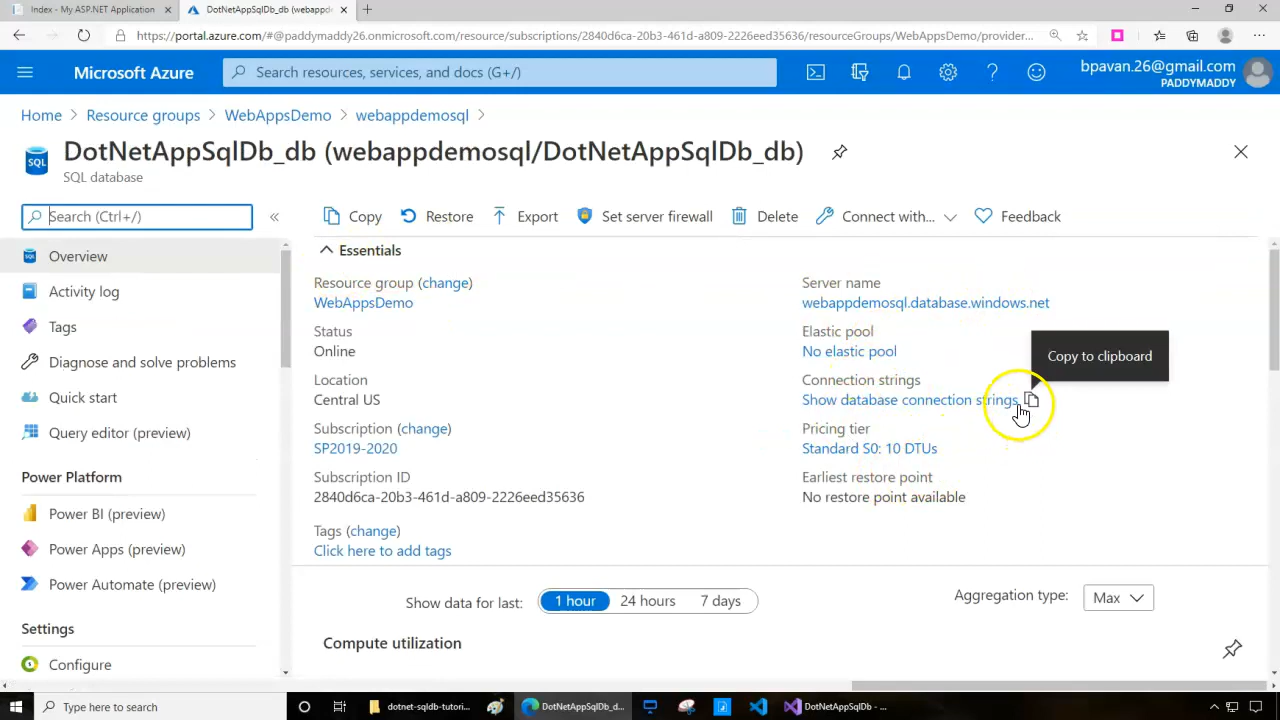 Index - My ASP.NET Application
DotNetAppSqlDb_db (webappdemo
https://portal.azure.com/#@paddymaddy26.onmicrosoft.com/resource/subscriptions/2840d6ca-20b3-461d-a809-2226eed35636/resourceGroups/WebAppsDemo/provider...
Microsoft Azure
Search resources, services, and docs (G+/)
bpavan.26@gmail.com
PADDYMADDY
Home > Resource groups > WebAppsDemo > webappdemosql >
DotNetAppSqlDb_db (webappdemosql/DotNetAppSqlDb_db)
SQL
SQL database
Search (Ctrl+/)
Copy Restore Export Set server firewall Delete Connect with... Feedback
Overview
Activity log
Tags
Diagnose and solve problems
Quick start
Query editor (preview)
Power Platform
Power BI (preview)
Power Apps (preview)
Power Automate (preview)
Settings
Configure
Essentials
Resource group (change)
WebAppsDemo
Status
Online
Location
Central US
Subscription (change)
SP2019-2020
Subscription ID
2840d6ca-20b3-461d-a809-2226eed35636
Tags (change)
Click here to add tags
Server name
webappdemosql.database.windows.net
Elastic pool
No elastic pool
Copy to clipboard
Connection strings
Show database connection strings
Pricing tier
Standard S0: 10 DTUs
Earliest restore point
No restore point available
Show data for last: 1 hour 24 hours 7 days
Aggregation type: Max
Compute utilization
Type here to search
dotnet-sqldb-tutori...
DotNetAppSqlDb_d...
DotNetAppSqlDb - ...